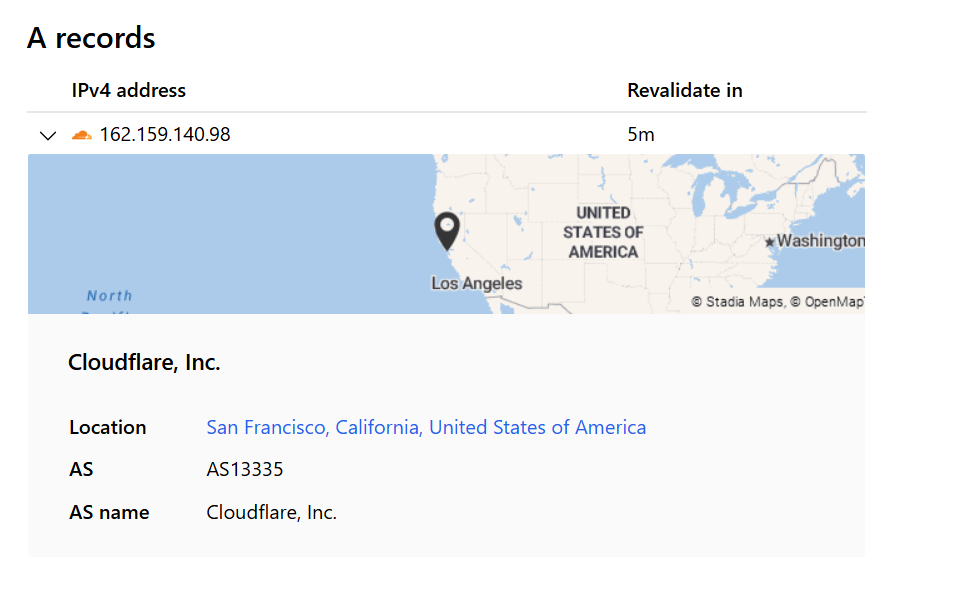 A records
IPv4 address Revalidate in
162.159.140.98 5m
UNITED
STATES OF
AMERICA
Washington
Los Angeles
North
© Stadia Maps, © OpenMap
Cloudflare, Inc.
Location San Francisco, California, United States of America
AS AS13335
AS name Cloudflare, Inc.